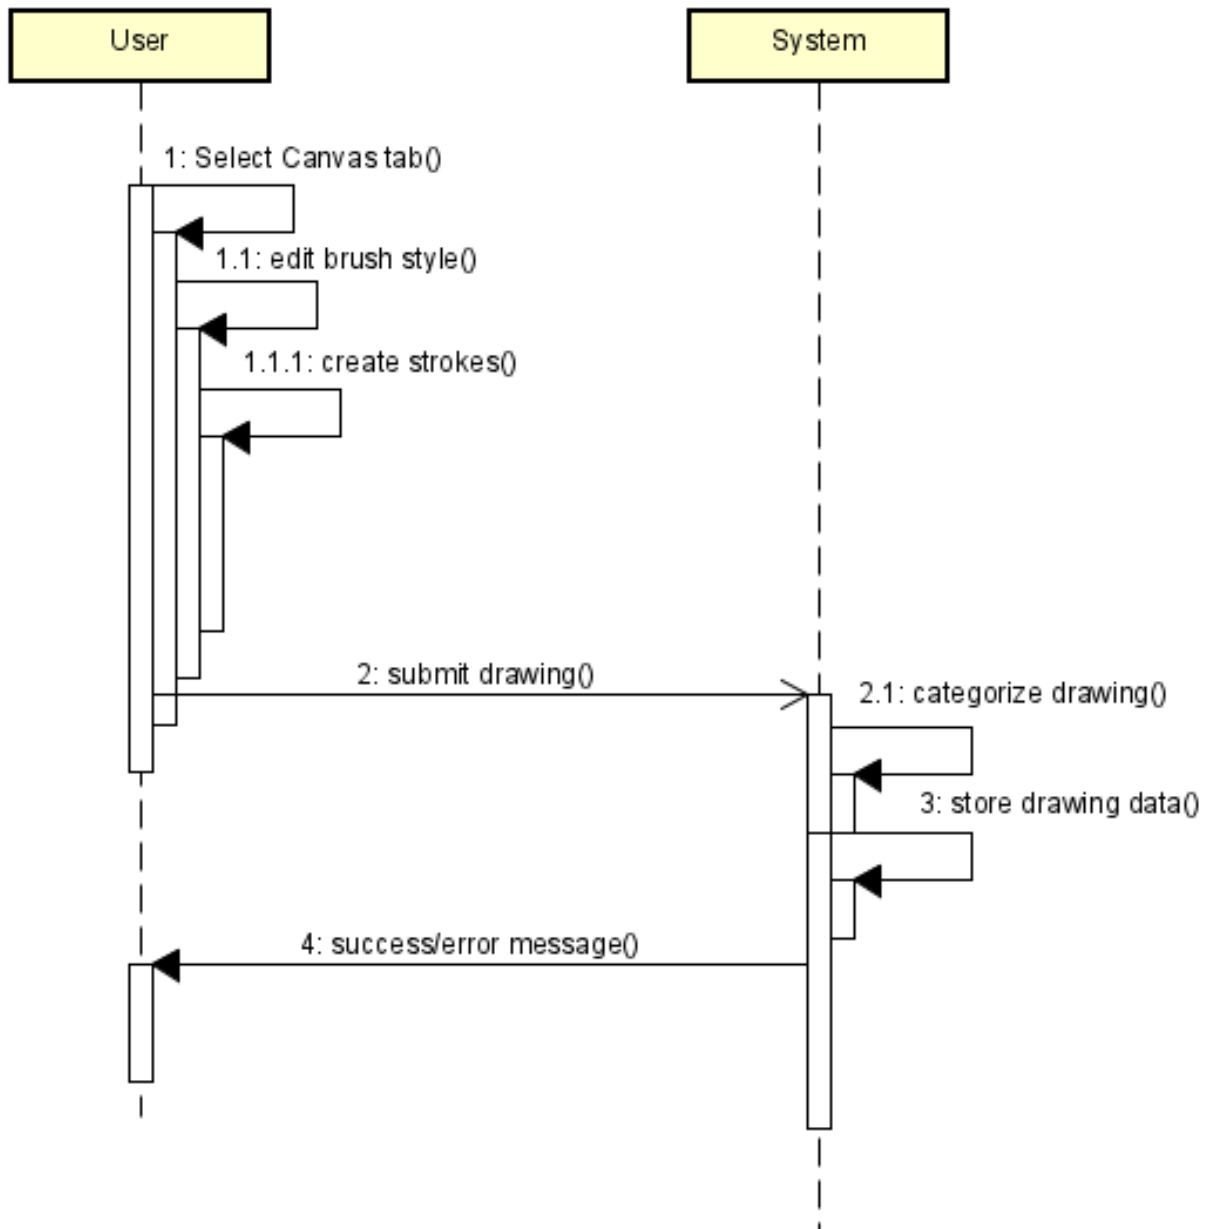 User
System
1: Select Canvas tab()
1.1: edit brush style()
1.1.1: create strokes()
2: submit drawing()
2.1: categorize drawing()
3: store drawing data()
4: success/error message()